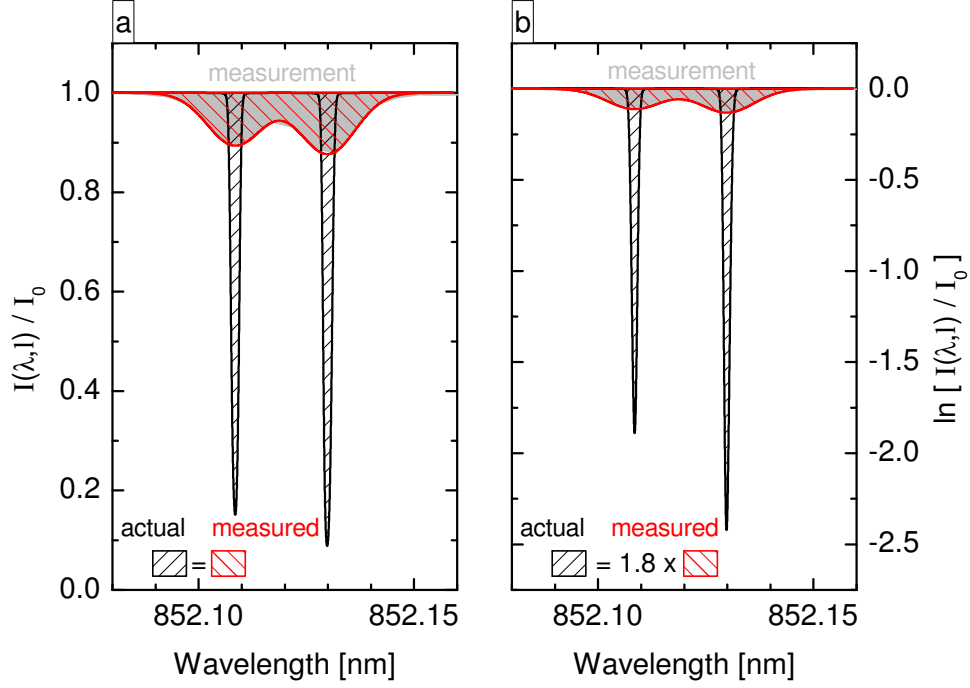 a
measurement
1.0
0.8
0.6
0.4
0.2
0.0
I(λ,l) / I₀
actual measured
=
852.10 852.15
Wavelength [nm]
b
measurement
0.0
-0.5
-1.0
-1.5
-2.0
-2.5
ln [ I(λ,l) / I₀ ]
actual measured
= 1.8 x
852.10 852.15
Wavelength [nm]